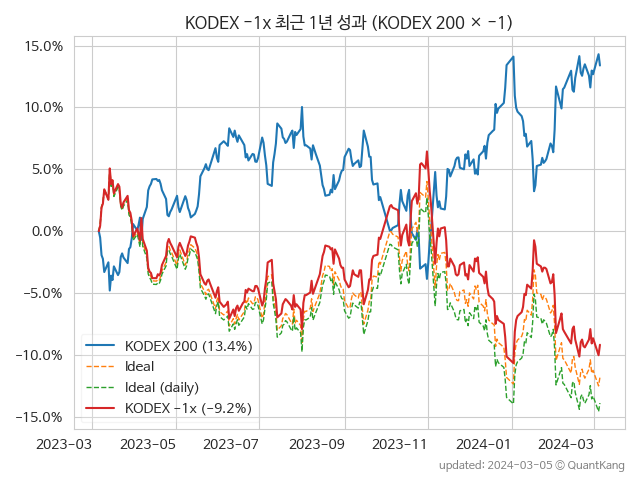 KODEX -1x 최근 1년 성과 (KODEX 200 × -1)
15.0%
10.0%
5.0%
0.0%
-5.0%
-10.0%
-15.0%
KODEX 200 (13.4%)
Ideal
Ideal (daily)
KODEX -1x (-9.2%)
2023-03 2023-05 2023-07 2023-09 2023-11 2024-01 2024-03
updated: 2024-03-05 ⓒ QuantKang